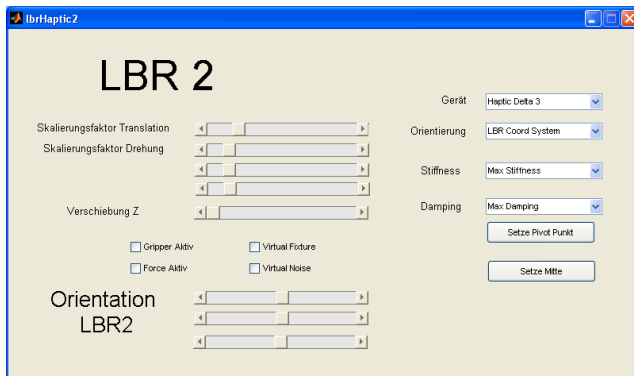 lbrHaptic2
LBR 2
Gerät
Haptic Delta 3
Skalierungsfaktor Translation
Orientierung
LBR Coord System
Skalierungsfaktor Drehung
Stiffness
Max Stiffness
Verschiebung Z
Damping
Max Damping
Setze Pivot Punkt
Gripper Aktiv
Virtual Fixture
Force Aktiv
Virtual Noise
Setze Mitte
Orientation
LBR2